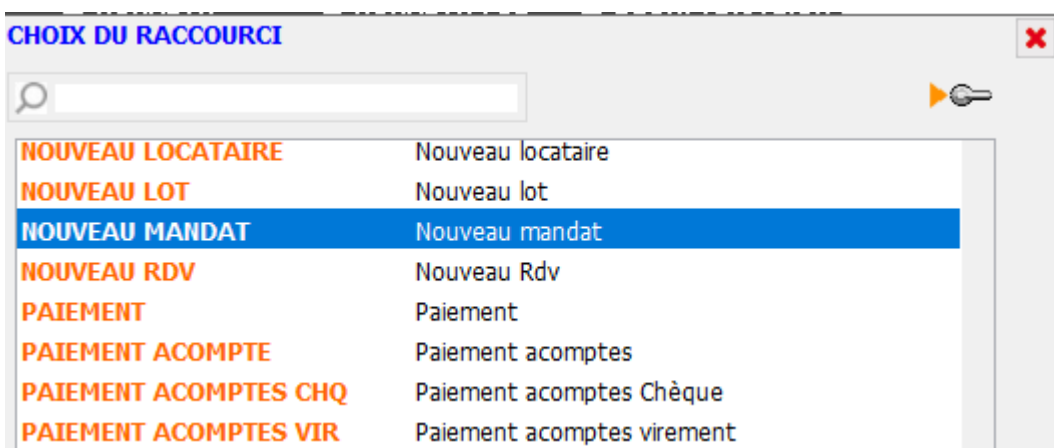 CHOIX DU RACCOURCI
NOUVEAU LOCATAIRE Nouveau locataire
NOUVEAU LOT Nouveau lot
NOUVEAU MANDAT Nouveau mandat
NOUVEAU RDV Nouveau Rdv
PAIEMENT Paiement
PAIEMENT ACOMPTE Paiement acomptes
PAIEMENT ACOMPTES CHQ Paiement acomptes Chèque
PAIEMENT ACOMPTES VIR Paiement acomptes virement